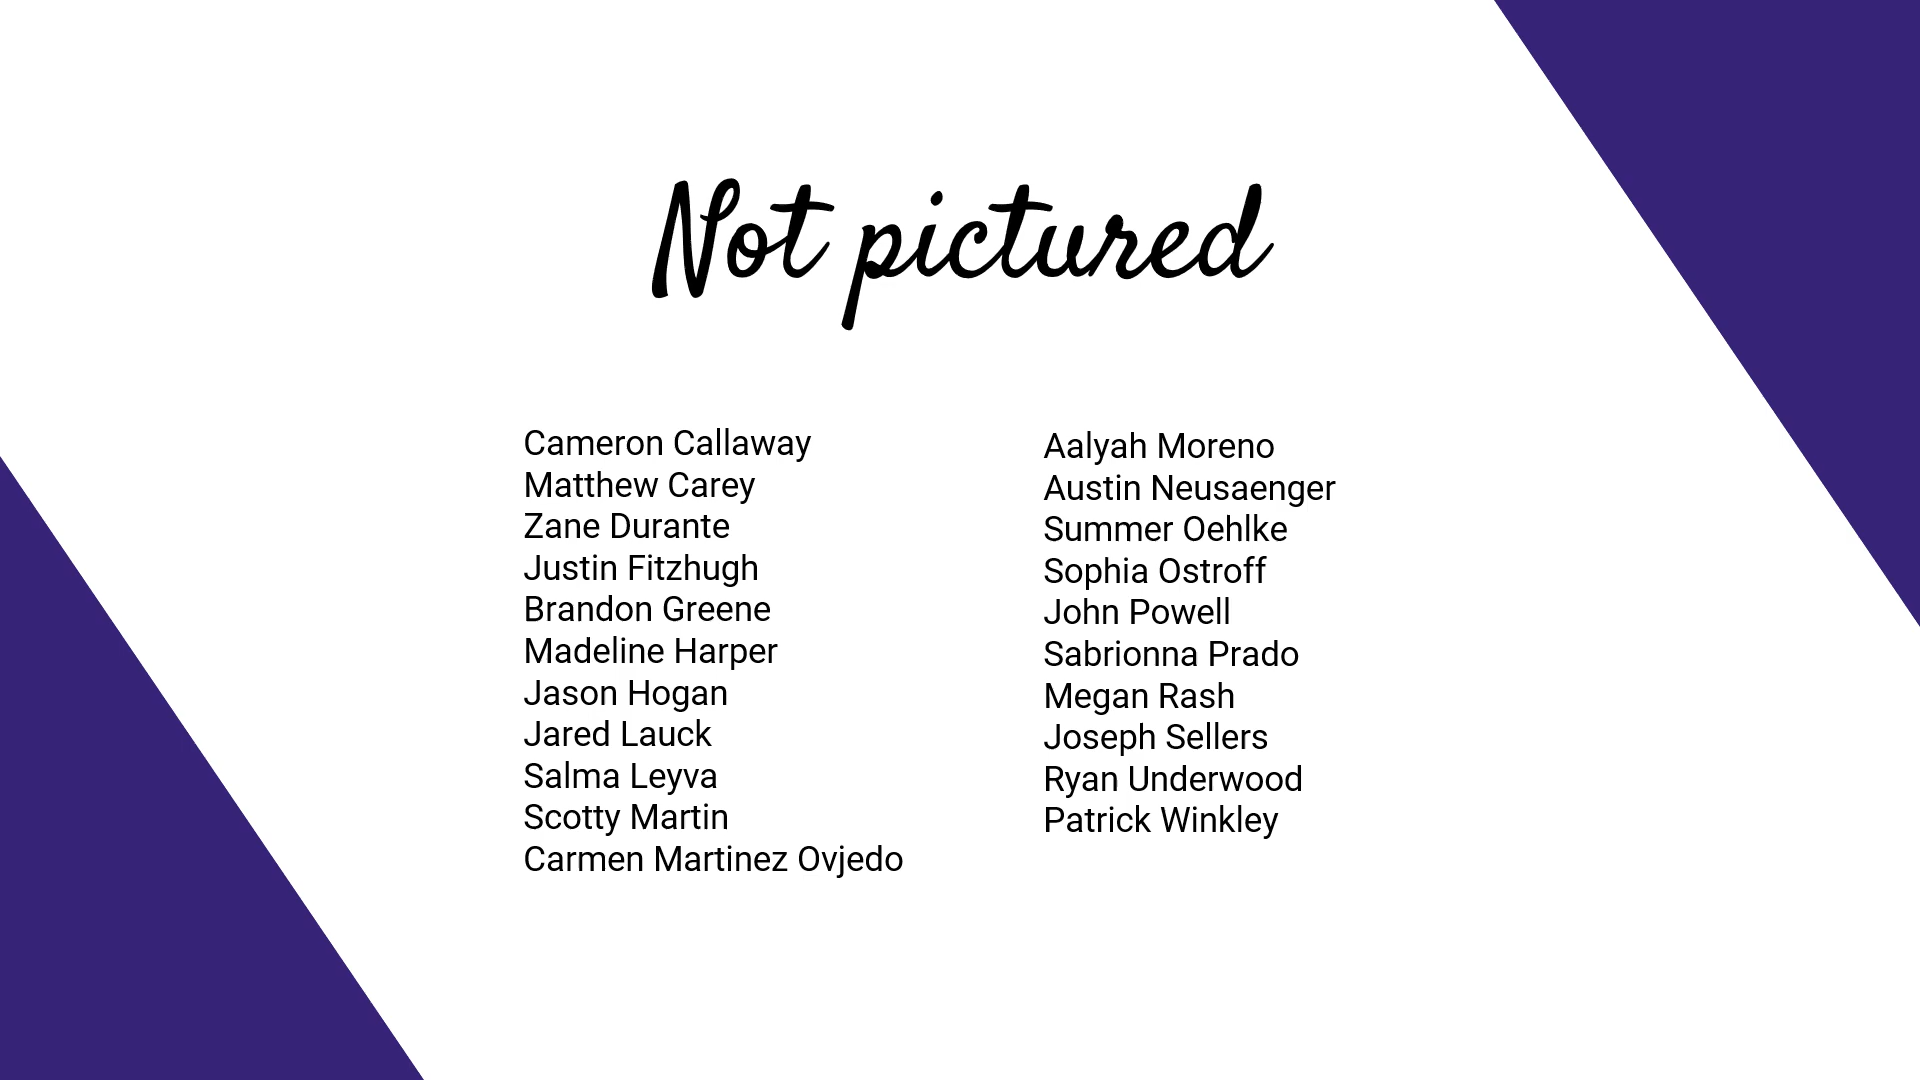 Not pictured
Cameron Callaway
Matthew Carey
Zane Durante
Justin Fitzhugh
Brandon Greene
Madeline Harper
Jason Hogan
Jared Lauck
Salma Leyva
Scotty Martin
Carmen Martinez Ovjedo
Aalyah Moreno
Austin Neusaenger
Summer Oehlke
Sophia Ostroff
John Powell
Sabrionna Prado
Megan Rash
Joseph Sellers
Ryan Underwood
Patrick Winkley